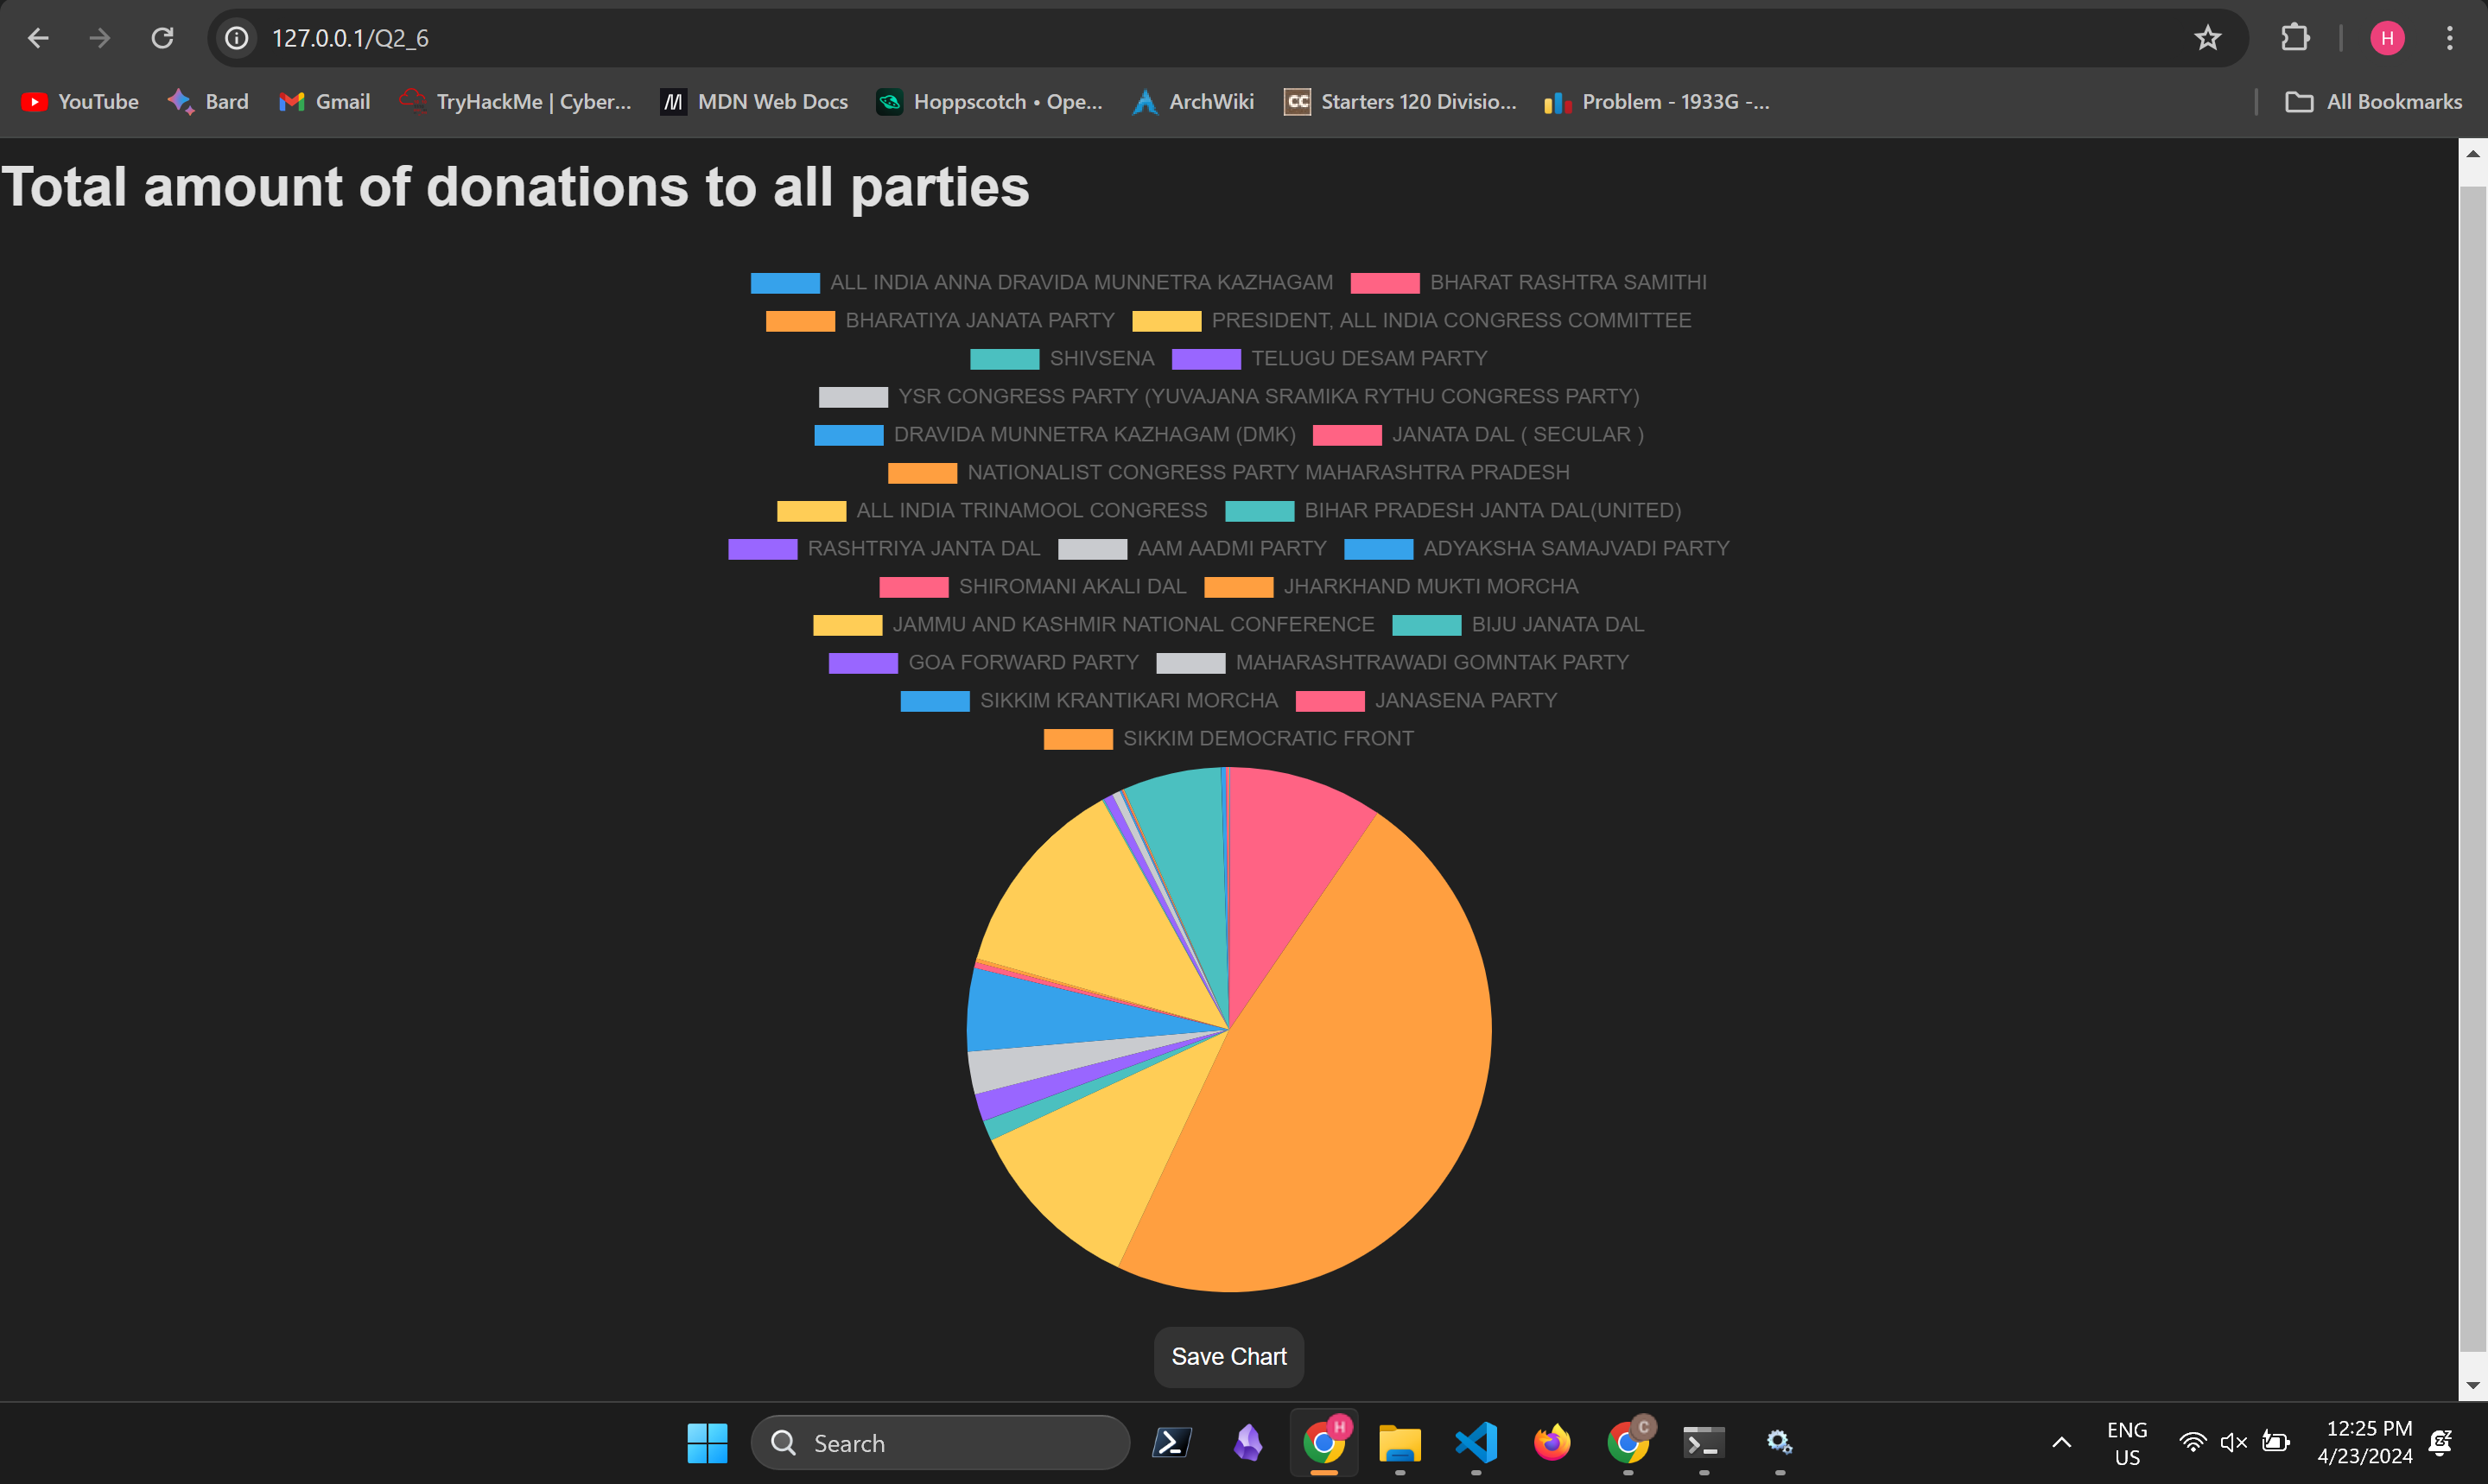 127.0.0.1/Q2_6
H
YouTube Bard Gmail TryHackMe | Cyber... MDN Web Docs Hoppscotch • Ope... ArchWiki CC Starters 120 Divisio... Problem - 1933G -... All Bookmarks
Total amount of donations to all parties
ALL INDIA ANNA DRAVIDA MUNNETRA KAZHAGAM BHARAT RASHTRA SAMITHI
BHARATIYA JANATA PARTY PRESIDENT, ALL INDIA CONGRESS COMMITTEE
SHIVSENA TELUGU DESAM PARTY
YSR CONGRESS PARTY (YUVAJANA SRAMIKA RYTHU CONGRESS PARTY)
DRAVIDA MUNNETRA KAZHAGAM (DMK) JANATA DAL ( SECULAR )
NATIONALIST CONGRESS PARTY MAHARASHTRA PRADESH
ALL INDIA TRINAMOOL CONGRESS BIHAR PRADESH JANTA DAL(UNITED)
RASHTRIYA JANTA DAL AAM AADMI PARTY ADYAKSHA SAMAJVADI PARTY
SHIROMANI AKALI DAL JHARKHAND MUKTI MORCHA
JAMMU AND KASHMIR NATIONAL CONFERENCE BIJU JANATA DAL
GOA FORWARD PARTY MAHARASHTRAWADI GOMNTAK PARTY
SIKKIM KRANTIKARI MORCHA JANASENA PARTY
SIKKIM DEMOCRATIC FRONT
Save Chart
Search
H
C
ENG
US
12:25 PM
4/23/2024